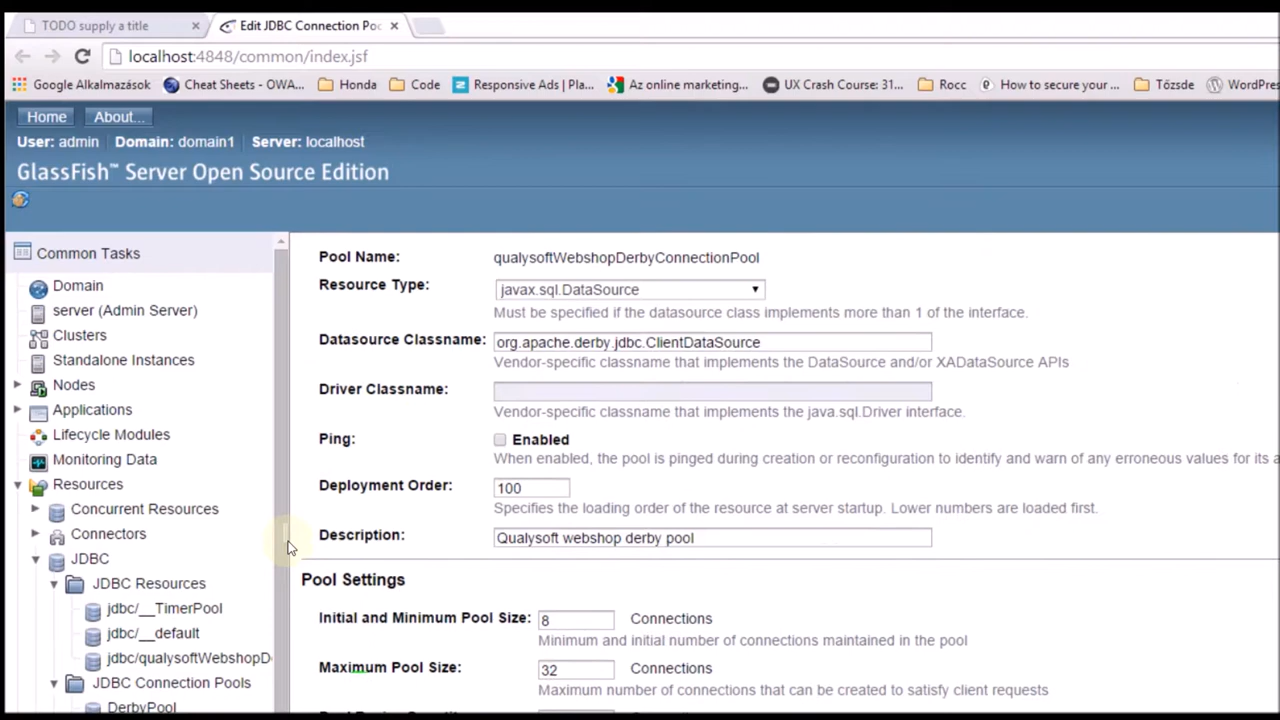 TODO supply a title
Edit JDBC Connection Poo
localhost:4848/common/index.jsf
Google Alkalmazások
Cheat Sheets - OWA...
Honda
Code
Responsive Ads | Pla...
Az online marketing...
UX Crash Course: 31...
Rocc
How to secure your ...
Tőzsde
WordPres
Home
About...
User: admin Domain: domain1 Server: localhost
GlassFish™ Server Open Source Edition
Common Tasks
Domain
server (Admin Server)
Clusters
Standalone Instances
Nodes
Applications
Lifecycle Modules
Monitoring Data
Resources
Concurrent Resources
Connectors
JDBC
JDBC Resources
jdbc/__TimerPool
jdbc/__default
jdbc/qualysoftWebshopD
JDBC Connection Pools
DerbyPool
Pool Name: qualysoftWebshopDerbyConnectionPool
Resource Type: javax.sql.DataSource
Must be specified if the datasource class implements more than 1 of the interface.
Datasource Classname: org.apache.derby.jdbc.ClientDataSource
Vendor-specific classname that implements the DataSource and/or XADataSource APIs
Driver Classname:
Vendor-specific classname that implements the java.sql.Driver interface.
Ping: Enabled
When enabled, the pool is pinged during creation or reconfiguration to identify and warn of any erroneous values for its a
Deployment Order: 100
Specifies the loading order of the resource at server startup. Lower numbers are loaded first.
Description: Qualysoft webshop derby pool
Pool Settings
Initial and Minimum Pool Size: 8 Connections
Minimum and initial number of connections maintained in the pool
Maximum Pool Size: 32 Connections
Maximum number of connections that can be created to satisfy client requests